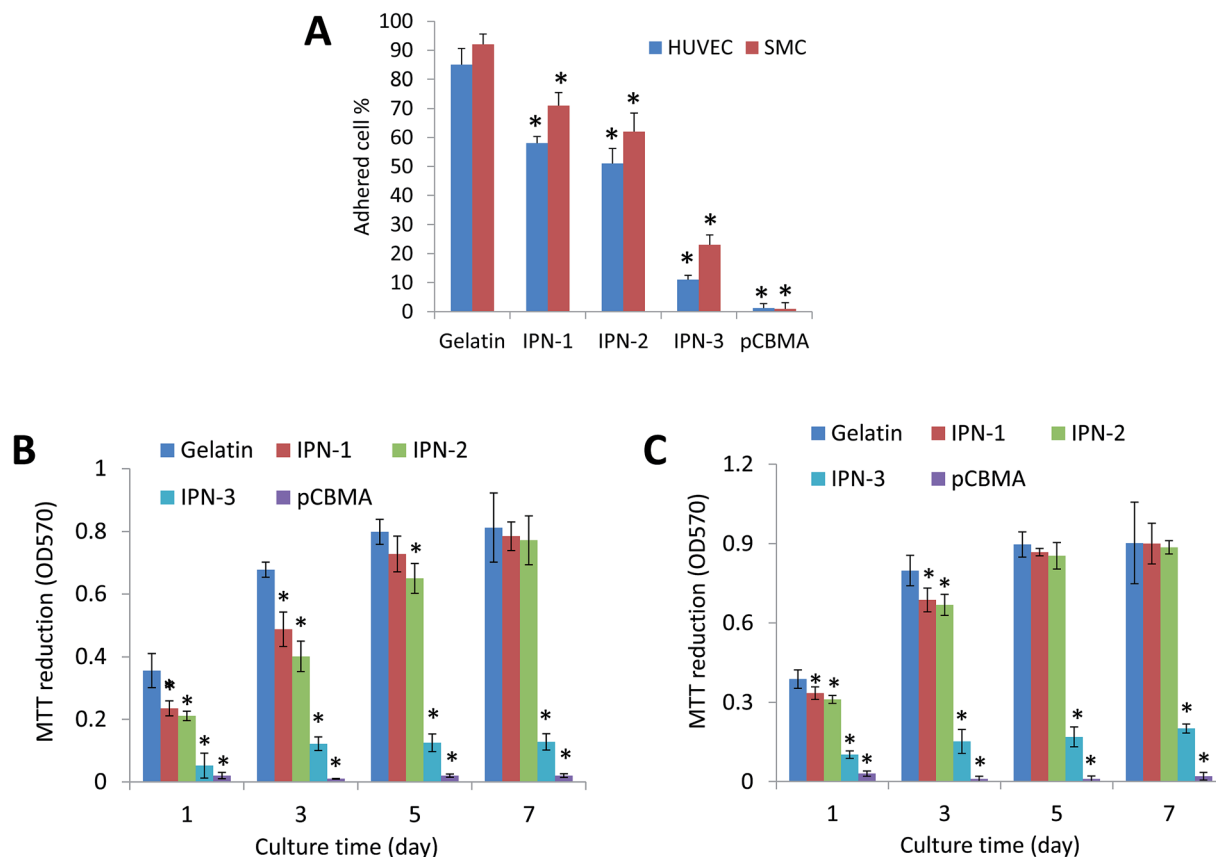 A
HUVEC SMC
Adhered cell %
100
90
80
70
60
50
40
30
20
10
0
* * * * * * * *
Gelatin IPN-1 IPN-2 IPN-3 pCBMA
B
Gelatin IPN-1 IPN-2
IPN-3 pCBMA
MTT reduction (OD570)
1
0.8
0.6
0.4
0.2
0
* * * * * * * * * * * * *
1 3 5 7
Culture time (day)
C
Gelatin IPN-1 IPN-2
IPN-3 pCBMA
MTT reduction (OD570)
1.2
0.9
0.6
0.3
0
* * * * * * * * * * * *
1 3 5 7
Culture time (day)